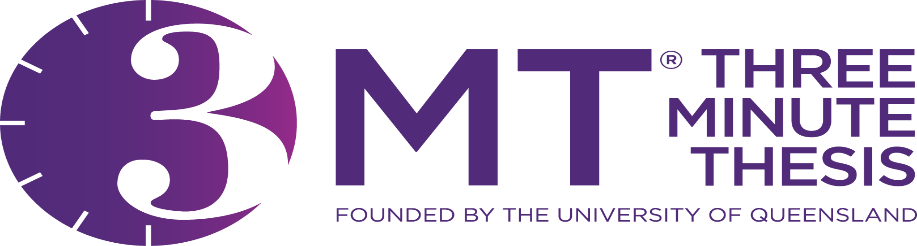 3MT® THREE
MINUTE
THESIS
FOUNDED BY THE UNIVERSITY OF QUEENSLAND